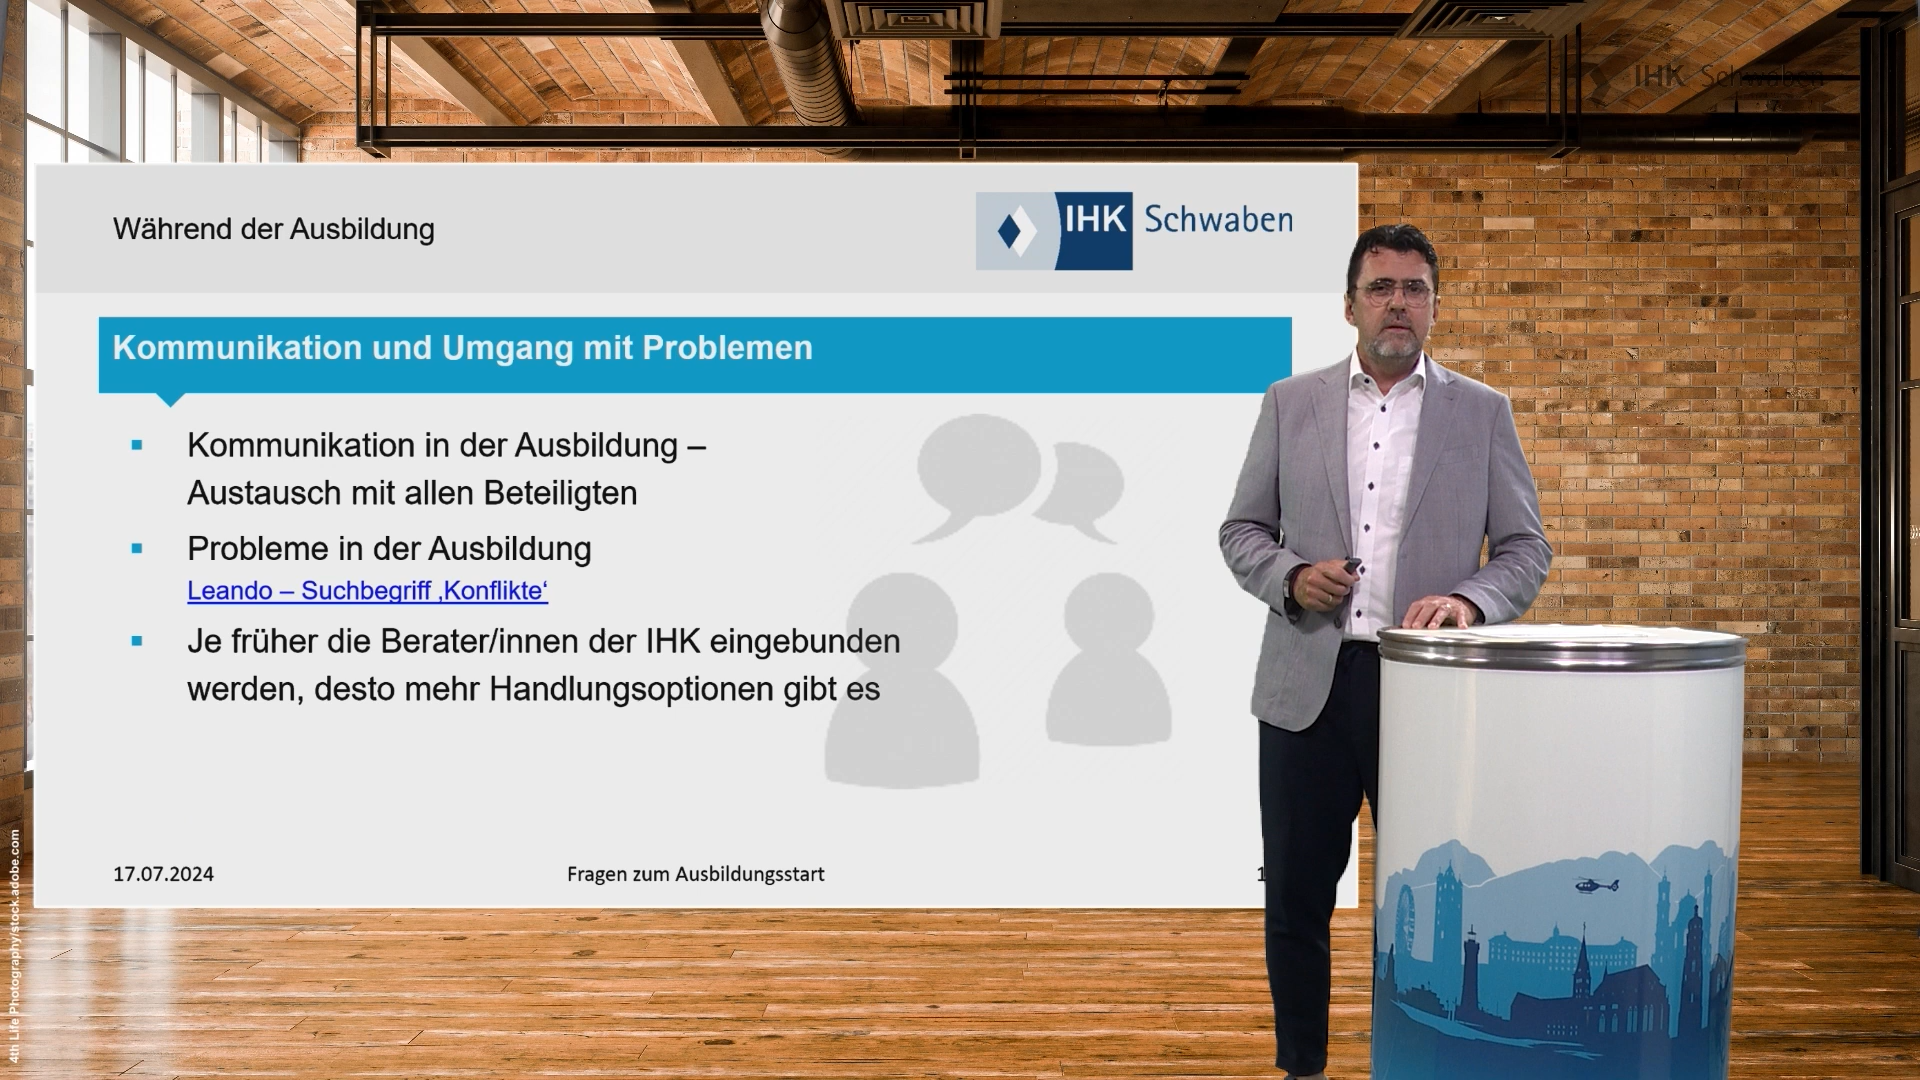 IHK Schwaben
Während der Ausbildung
IHK Schwaben
Kommunikation und Umgang mit Problemen
Kommunikation in der Ausbildung –
Austausch mit allen Beteiligten
Probleme in der Ausbildung
Leando – Suchbegriff ‚Konflikte‘
Je früher die Berater/innen der IHK eingebunden
werden, desto mehr Handlungsoptionen gibt es
17.07.2024
Fragen zum Ausbildungsstart
4th Life Photography/stock.adobe.com